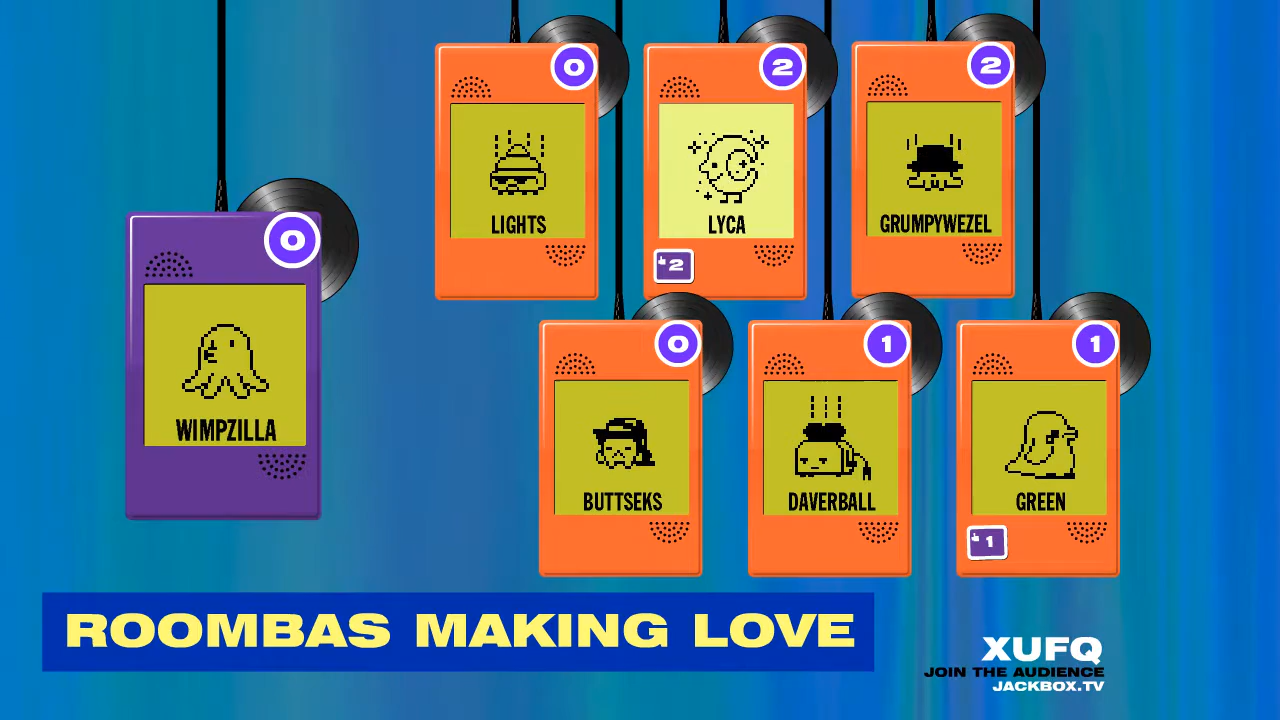 0
LIGHTS
2
LYCA
2
2
GRUMPYWEZEL
0
WIMPZILLA
0
BUTTSEKS
1
DAVERBALL
1
GREEN
1
ROOMBAS MAKING LOVE
XUFQ
JOIN THE AUDIENCE
JACKBOX.TV